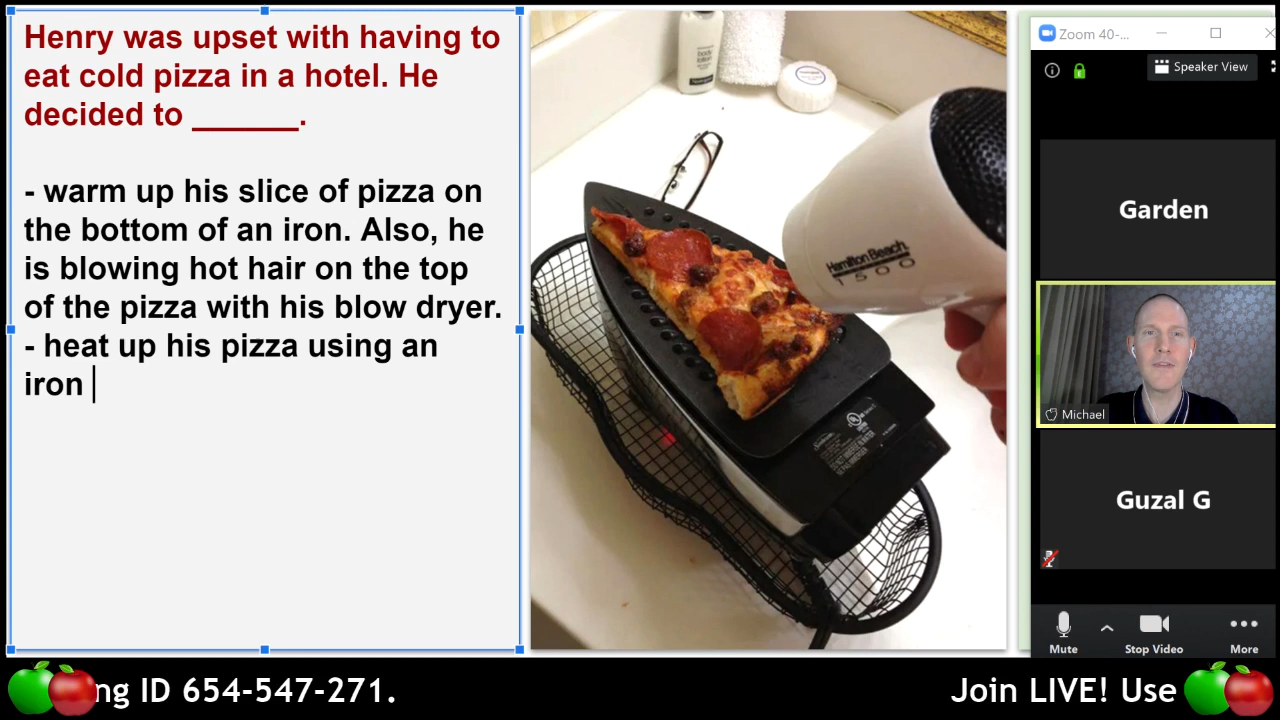 Henry was upset with having to
eat cold pizza in a hotel. He
decided to ______.
- warm up his slice of pizza on
the bottom of an iron. Also, he
is blowing hot hair on the top
of the pizza with his blow dryer.
- heat up his pizza using an
iron
body
lotion
Hamilton Beach
1500
Zoom 40-...
Speaker View
Garden
Michael
Guzal G
Mute
Stop Video
More
ng ID 654-547-271.
Join LIVE! Use